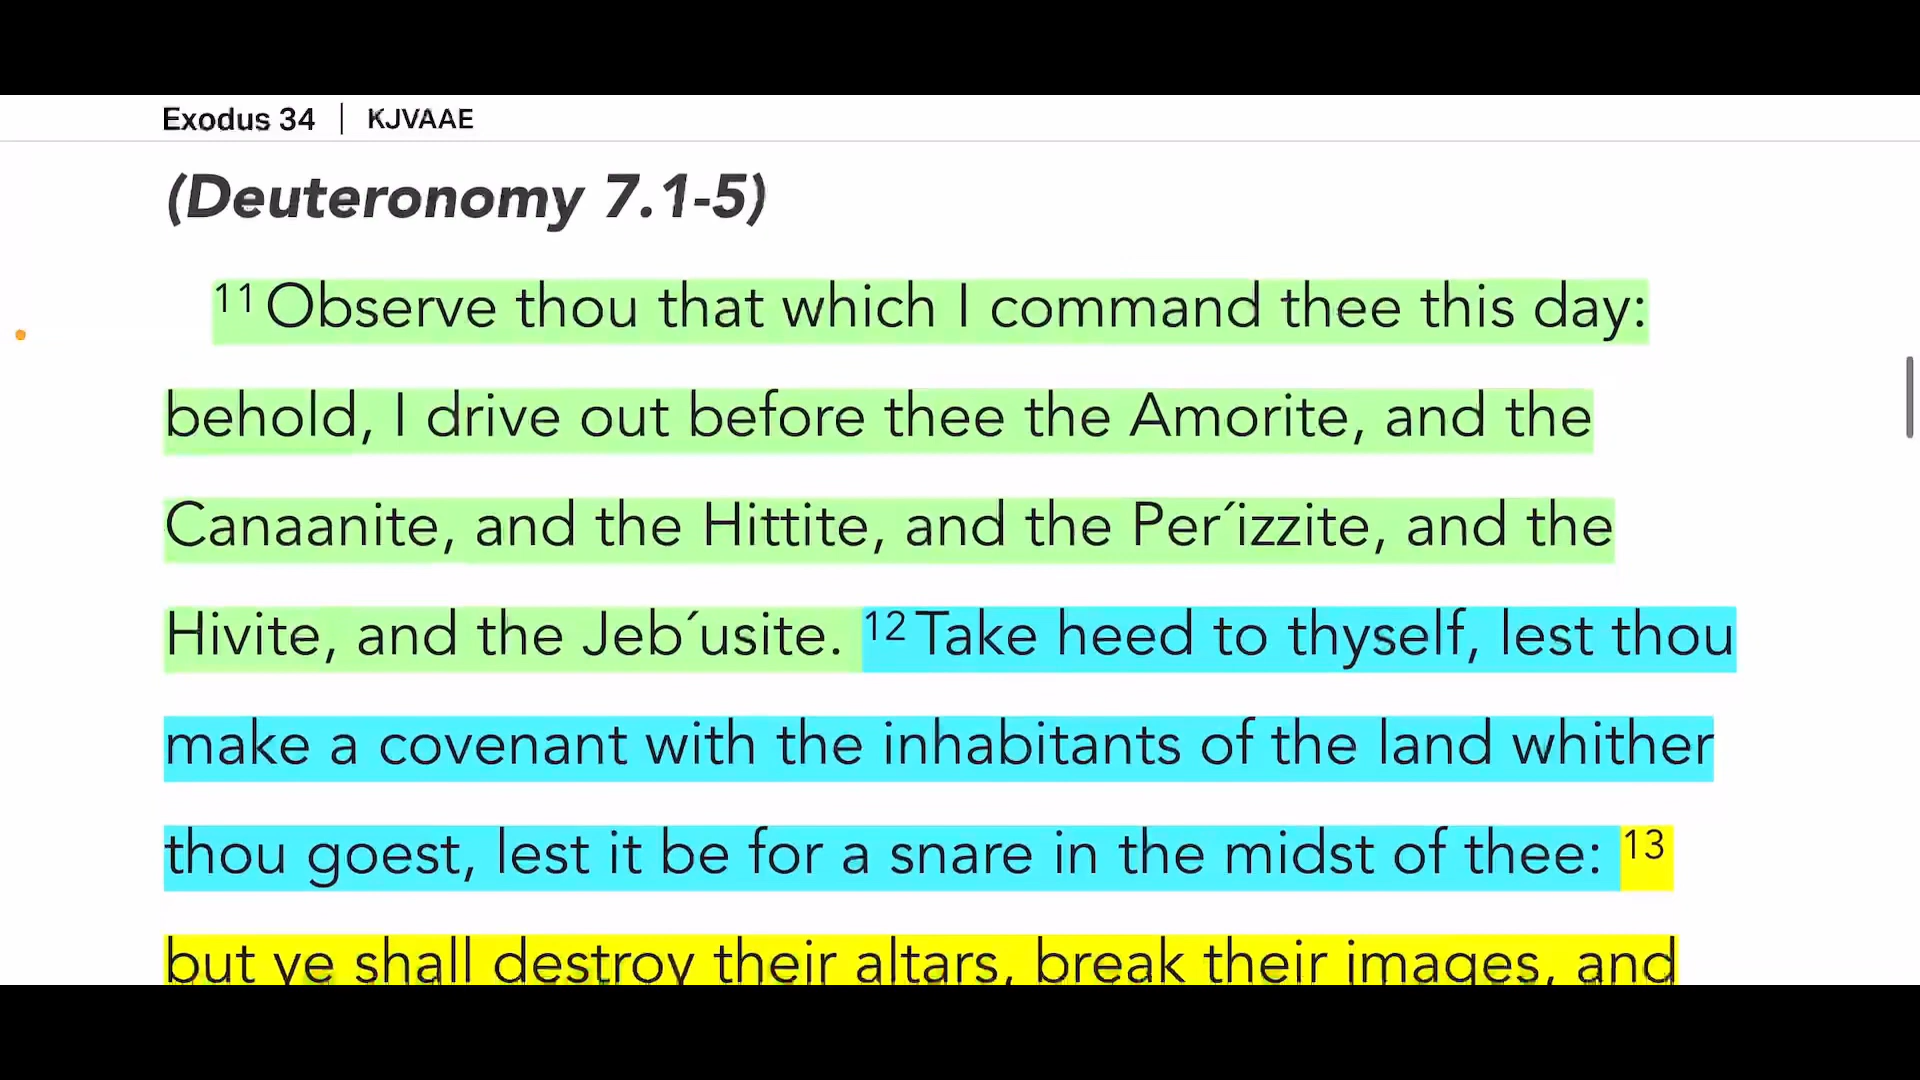 Exodus 34 | KJVAAE
(Deuteronomy 7.1-5)
11 Observe thou that which I command thee this day:
behold, I drive out before thee the Amorite, and the
Canaanite, and the Hittite, and the Per´izzite, and the
Hivite, and the Jeb´usite. 12 Take heed to thyself, lest thou
make a covenant with the inhabitants of the land whither
thou goest, lest it be for a snare in the midst of thee: 13
but ye shall destroy their altars, break their images, and